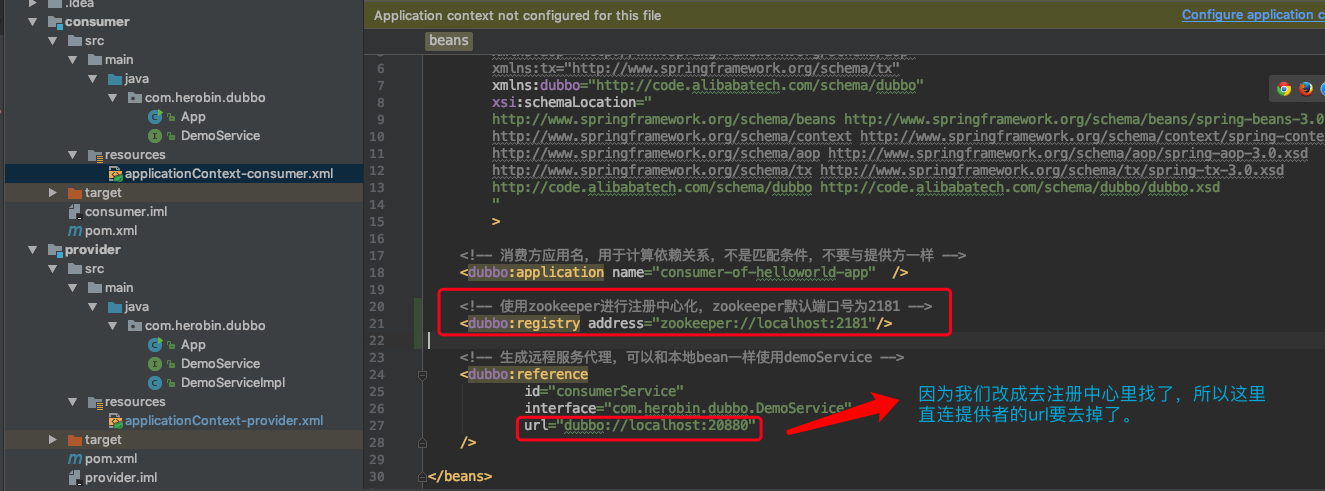 .idea
consumer
src
main
java
com.herobin.dubbo
App
DemoService
resources
applicationContext-consumer.xml
target
consumer.iml
pom.xml
provider
src
main
java
com.herobin.dubbo
App
DemoService
DemoServiceImpl
resources
applicationContext-provider.xml
target
pom.xml
provider.iml
Application context not configured for this file
Configure application c
beans
6 xmlns:tx="http://www.springframework.org/schema/tx"
7 xmlns:dubbo="http://code.alibabatech.com/schema/dubbo"
8 xsi:schemaLocation="
9 http://www.springframework.org/schema/beans http://www.springframework.org/schema/beans/spring-beans-3.0
10 http://www.springframework.org/schema/context http://www.springframework.org/schema/context/spring-conte
11 http://www.springframework.org/schema/aop http://www.springframework.org/schema/aop/spring-aop-3.0.xsd
12 http://www.springframework.org/schema/tx http://www.springframework.org/schema/tx/spring-tx-3.0.xsd
13 http://code.alibabatech.com/schema/dubbo http://code.alibabatech.com/schema/dubbo/dubbo.xsd
14 "
15 >
16
17 <!-- 消费方应用名，用于计算依赖关系，不是匹配条件，不要与提供方一样 -->
18 <dubbo:application name="consumer-of-helloworld-app" />
19
20 <!-- 使用zookeeper进行注册中心化，zookeeper默认端口号为2181 -->
21 <dubbo:registry address="zookeeper://localhost:2181"/>
22
23 <!-- 生成远程服务代理，可以和本地bean一样使用demoService -->
24 <dubbo:reference
25 id="consumerService"
26 interface="com.herobin.dubbo.DemoService"
27 url="dubbo://localhost:20880"
28 />
29
30 </beans>
因为我们改成去注册中心里找了，所以这里
直连提供者的url要去掉了。